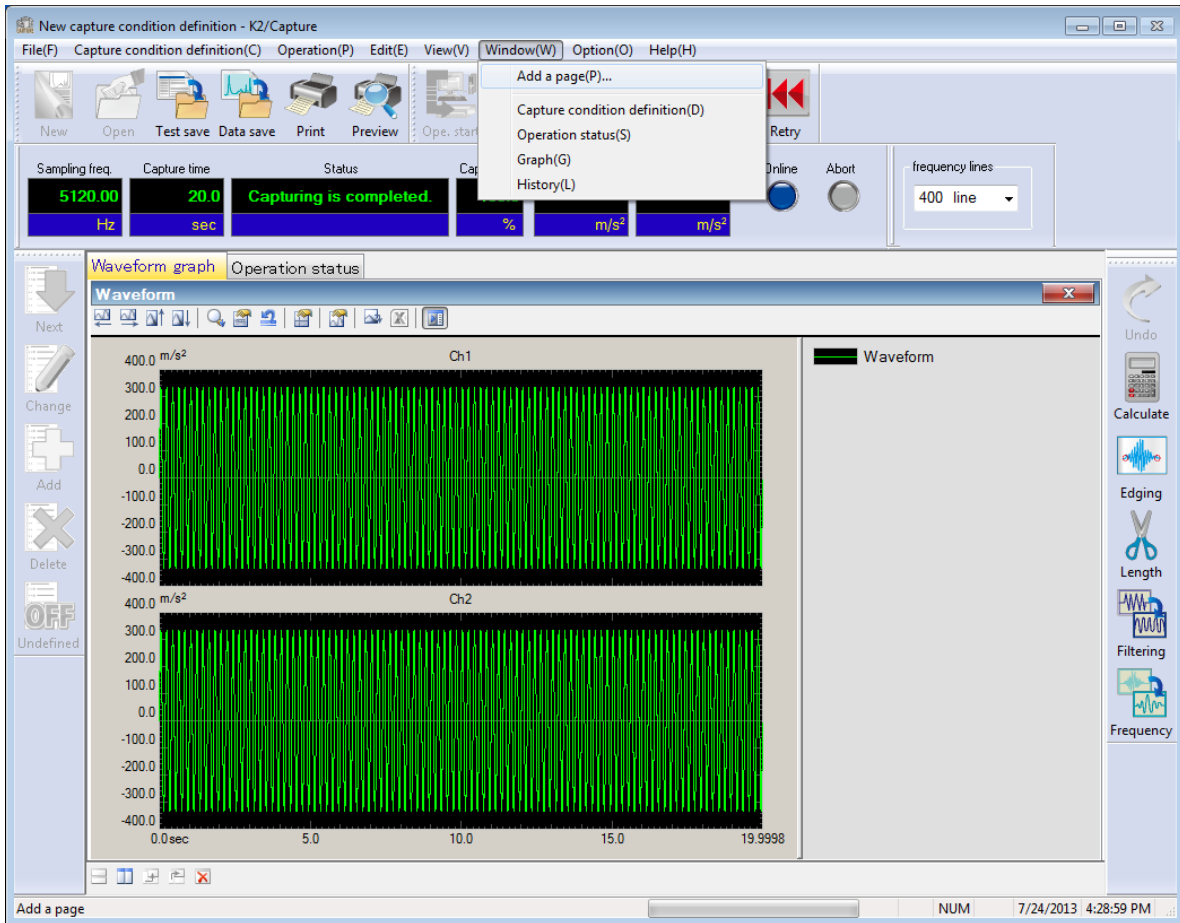 New capture condition definition - K2/Capture
File(F) Capture condition definition(C) Operation(P) Edit(E) View(V) Window(W) Option(O) Help(H)
Add a page(P)...
Capture condition definition(D)
Operation status(S)
Graph(G)
History(L)
New Open Test save Data save Print Preview Ope. start Retry
Sampling freq. Capture time Status Online Abort frequency lines
5120.00 20.0 Capturing is completed. 400 line
Hz sec % m/s² m/s²
Waveform graph Operation status
Waveform
Next
Change
Add
Delete
OFF
Undefined
400.0 m/s² Ch1
300.0
200.0
100.0
0.0
-100.0
-200.0
-300.0
-400.0
400.0 m/s² Ch2
300.0
200.0
100.0
0.0
-100.0
-200.0
-300.0
-400.0
0.0sec 5.0 10.0 15.0 19.9998
Waveform
Undo
Calculate
Edging
Length
Filtering
Frequency
Add a page NUM 7/24/2013 4:28:59 PM